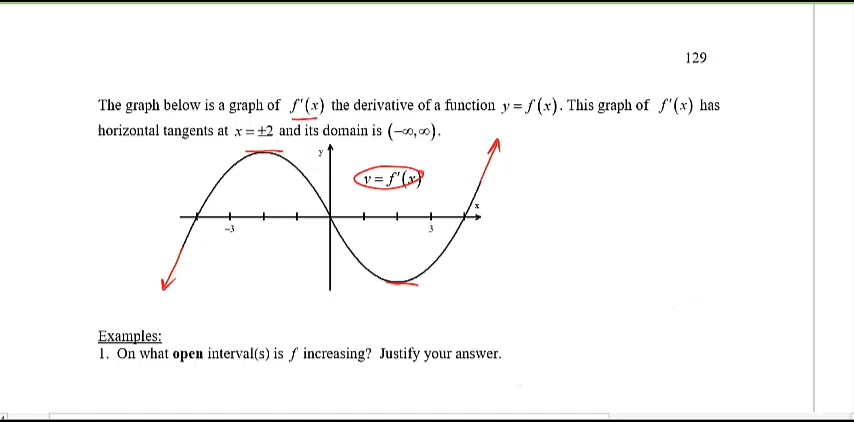 129
The graph below is a graph of f'(x) the derivative of a function y = f(x). This graph of f'(x) has
horizontal tangents at x = ±2 and its domain is (−∞,∞).
y
y = f'(x)
x
−3 3
Examples:
1. On what open interval(s) is f increasing? Justify your answer.